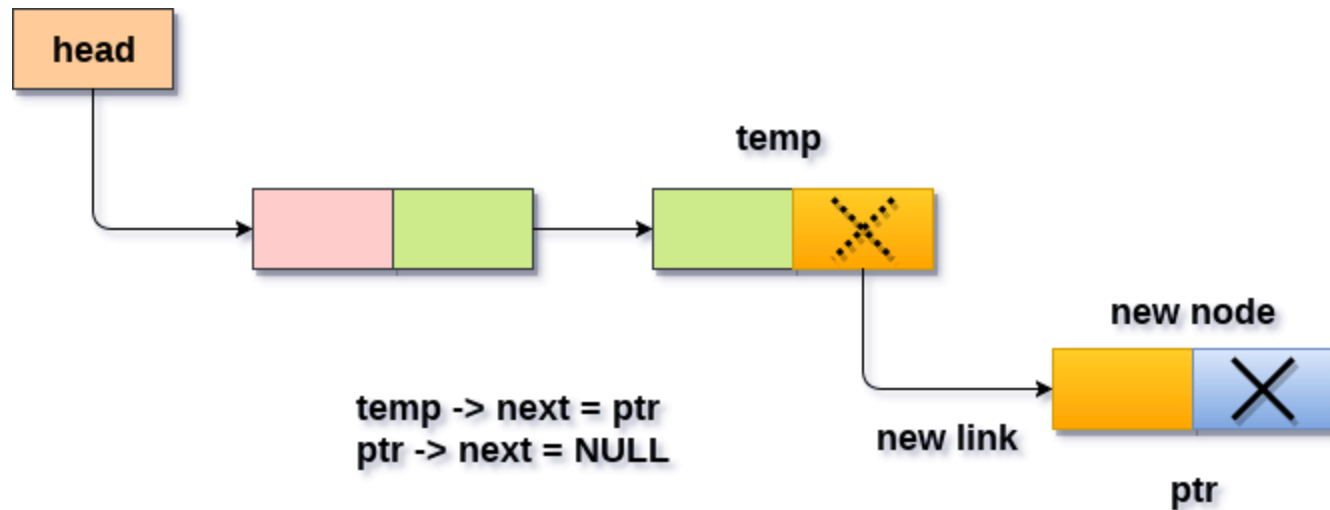 head
temp
new node
temp -> next = ptr
ptr -> next = NULL
new link
ptr